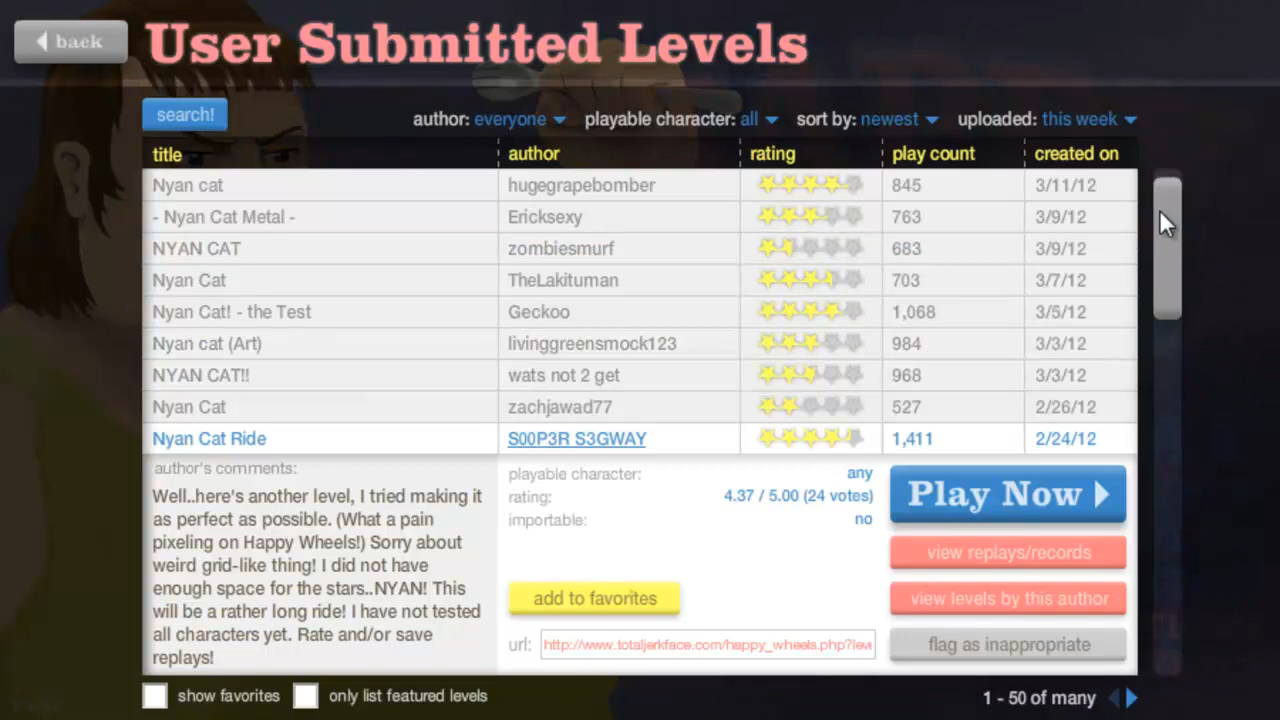 back
User Submitted Levels
search!
author: everyone playable character: all sort by: newest uploaded: this week
title author rating play count created on
Nyan cat hugegrapebomber 845 3/11/12
- Nyan Cat Metal - Ericksexy 763 3/9/12
NYAN CAT zombiesmurf 683 3/9/12
Nyan Cat TheLakituman 703 3/7/12
Nyan Cat! - the Test Geckoo 1,068 3/5/12
Nyan cat (Art) livinggreensmock123 984 3/3/12
NYAN CAT!! wats not 2 get 968 3/3/12
Nyan Cat zachjawad77 527 2/26/12
Nyan Cat Ride S00P3R S3GWAY 1,411 2/24/12
author's comments:
Well..here's another level, I tried making it
as perfect as possible. (What a pain
pixeling on Happy Wheels!) Sorry about
weird grid-like thing! I did not have
enough space for the stars..NYAN! This
will be a rather long ride! I have not tested
all characters yet. Rate and/or save
replays!
playable character: any
rating: 4.37 / 5.00 (24 votes)
importable: no
add to favorites
url: http://www.totaljerkface.com/happy_wheels.php?lev
Play Now
view replays/records
view levels by this author
flag as inappropriate
show favorites only list featured levels
1 - 50 of many